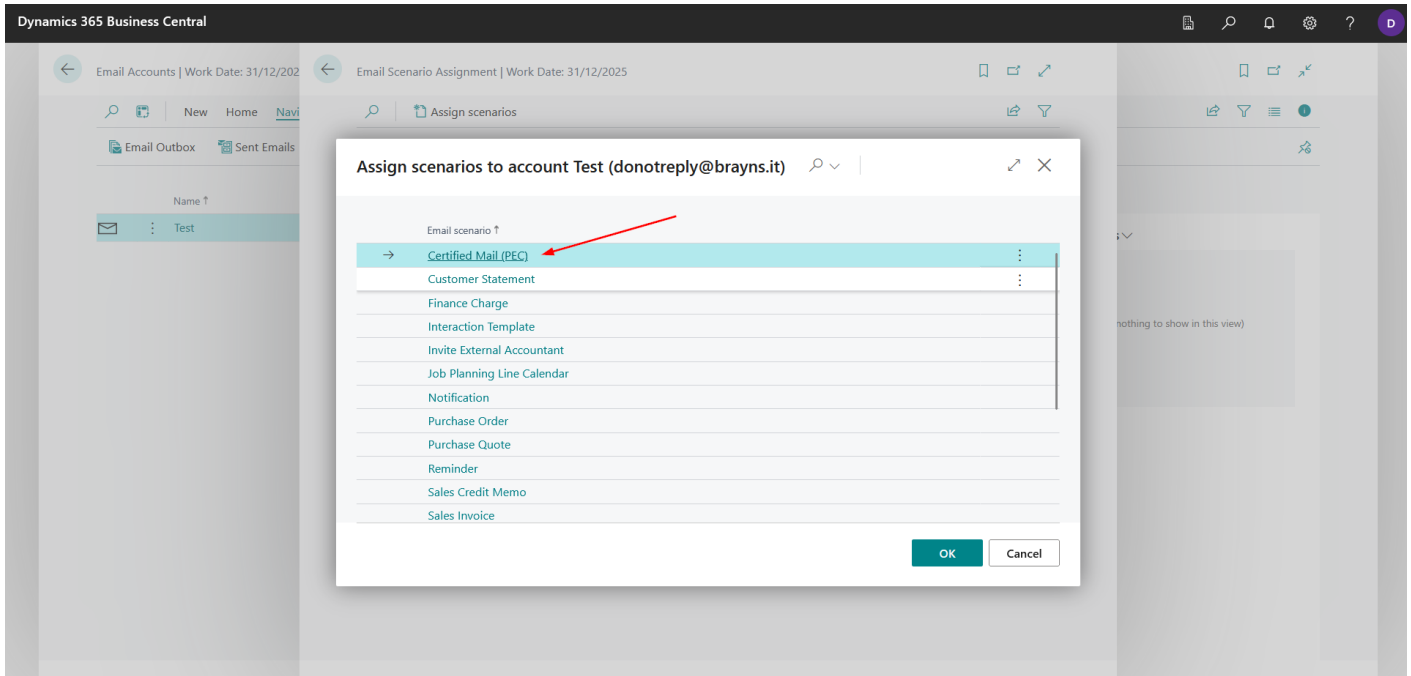 Dynamics 365 Business Central
D
Email Accounts | Work Date: 31/12/202
Email Scenario Assignment | Work Date: 31/12/2025
New Home Navi
Assign scenarios
Email Outbox Sent Emails
Assign scenarios to account Test (donotreply@brayns.it)
Name ↑
Test
Email scenario ↑
Certified Mail (PEC)
Customer Statement
Finance Charge
Interaction Template
Invite External Accountant
Job Planning Line Calendar
Notification
Purchase Order
Purchase Quote
Reminder
Sales Credit Memo
Sales Invoice
nothing to show in this view)
OK Cancel